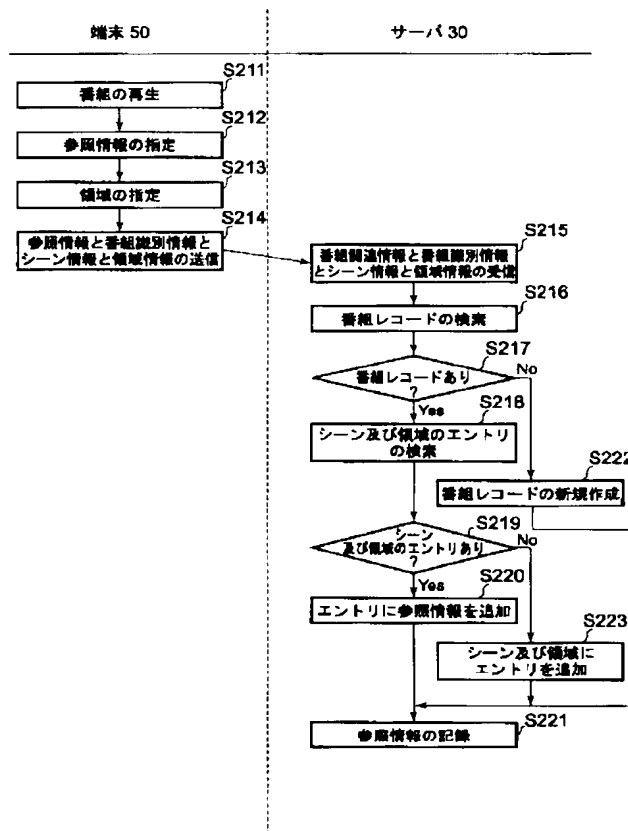 端末 50
サーバ 30
S211
番組の再生
S212
参照情報の指定
S213
領域の指定
S214
参照情報と番組識別情報と
シーン情報と領域情報の送信
S215
番組関連情報と番組識別情報
とシーン情報と領域情報の受信
S216
番組レコードの検索
S217
番組レコードあり
?
No
Yes
S218
シーン及び領域のエントリ
の検索
S222
番組レコードの新規作成
S219
シーン
及び領域のエントリあり
?
No
Yes
S220
エントリに参照情報を追加
S223
シーン及び領域に
エントリを追加
S221
参照情報の記録